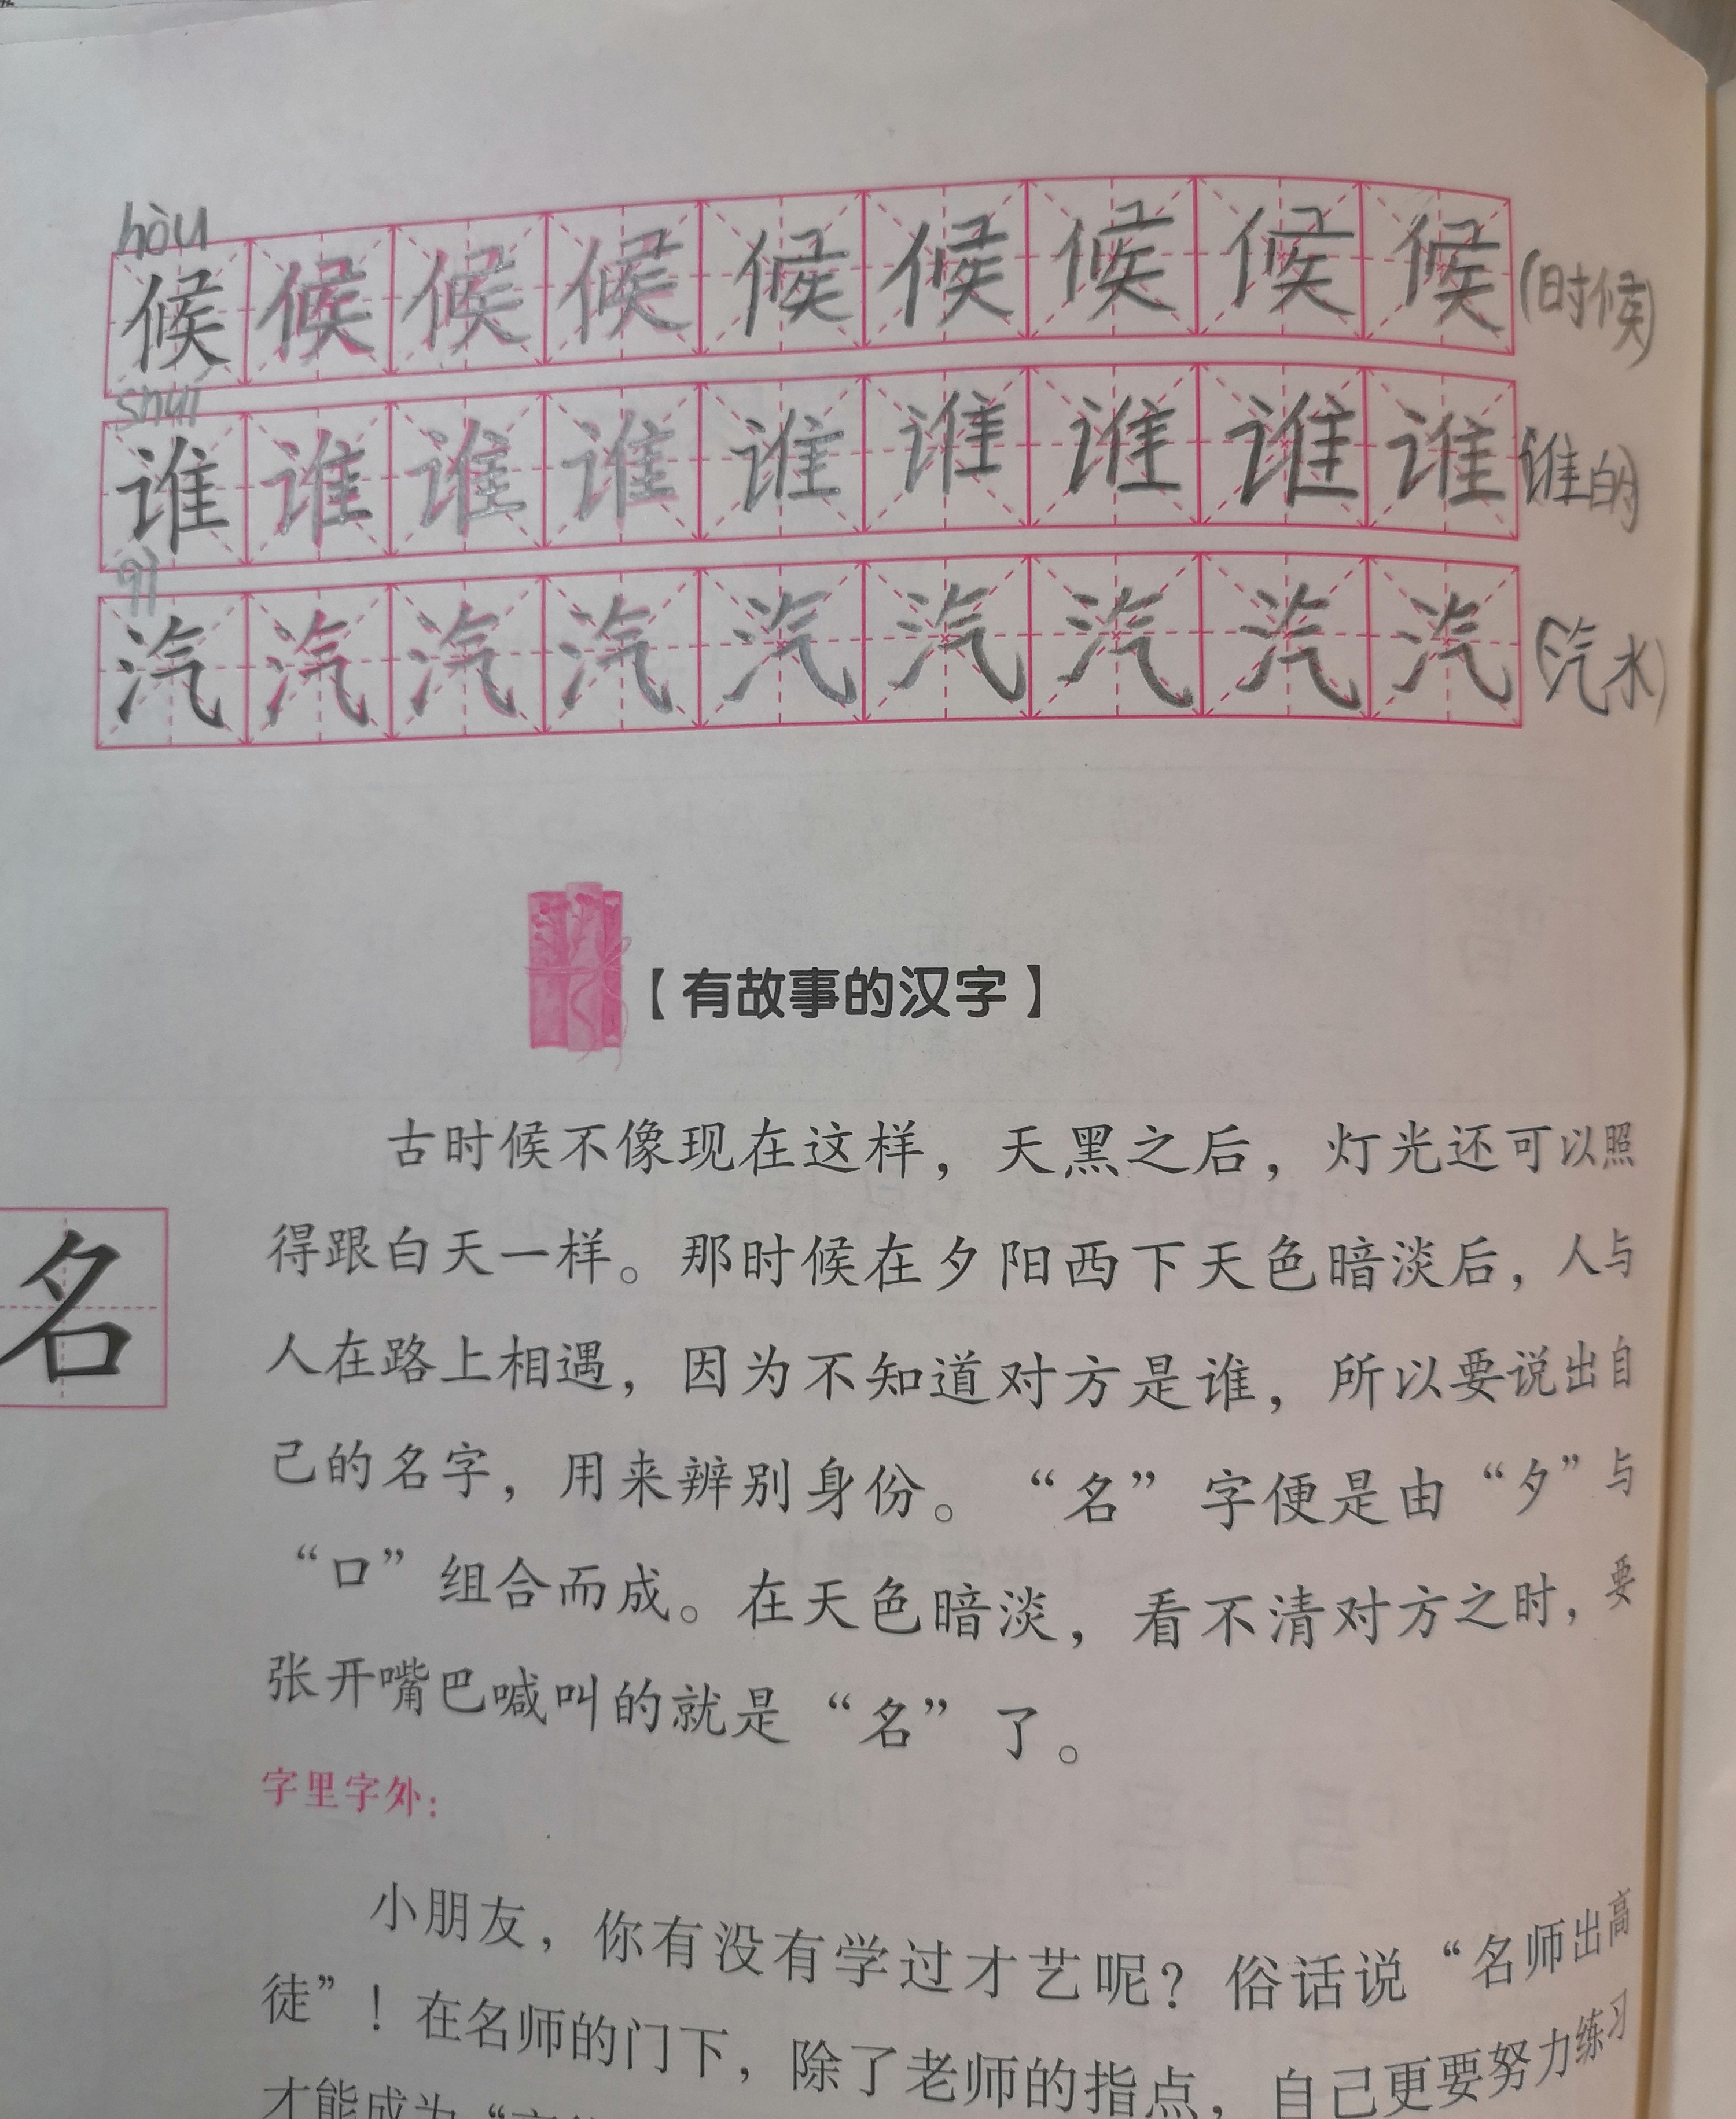 hòu
候候候候候候候候候(时候)
shuí
谁谁谁谁谁谁谁谁谁(谁的)
qì
汽汽汽汽汽汽汽汽汽(汽水)
【有故事的汉字】
名
古时候不像现在这样，天黑之后，灯光还可以照
得跟白天一样。那时候在夕阳西下天色暗淡后，人与
人在路上相遇，因为不知道对方是谁，所以要说出自
己的名字，用来辨别身份。“名”字便是由“夕”与
“口”组合而成。在天色暗淡，看不清对方之时，要
张开嘴巴喊叫的就是“名”了。
字里字外：
小朋友，你有没有学过才艺呢？俗话说“名师出高
徒”！在名师的门下，除了老师的指点，自己更要努力练习
才能成为“